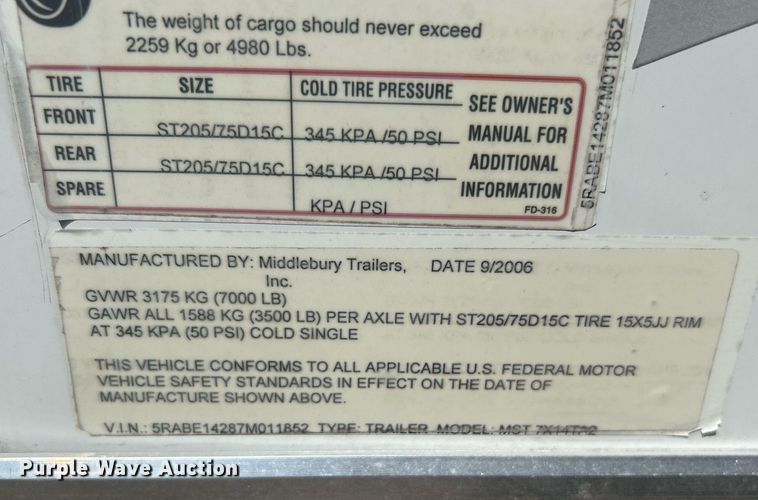 The weight of cargo should never exceed
2259 Kg or 4980 Lbs.
TIRE SIZE COLD TIRE PRESSURE SEE OWNER'S MANUAL FOR ADDITIONAL INFORMATION
FRONT ST205/75D15C 345 KPA /50 PSI
REAR ST205/75D15C 345 KPA /50 PSI
SPARE KPA / PSI
FD-316
5RABE14287M011852
MANUFACTURED BY: Middlebury Trailers, DATE 9/2006
Inc.
GVWR 3175 KG (7000 LB)
GAWR ALL 1588 KG (3500 LB) PER AXLE WITH ST205/75D15C TIRE 15X5JJ RIM
AT 345 KPA (50 PSI) COLD SINGLE
THIS VEHICLE CONFORMS TO ALL APPLICABLE U.S. FEDERAL MOTOR
VEHICLE SAFETY STANDARDS IN EFFECT ON THE DATE OF
MANUFACTURE SHOWN ABOVE.
V.I.N.: 5RABE14287M011852 TYPE: TRAILER MODEL: MST 7X14TA2
Purple Wave Auction